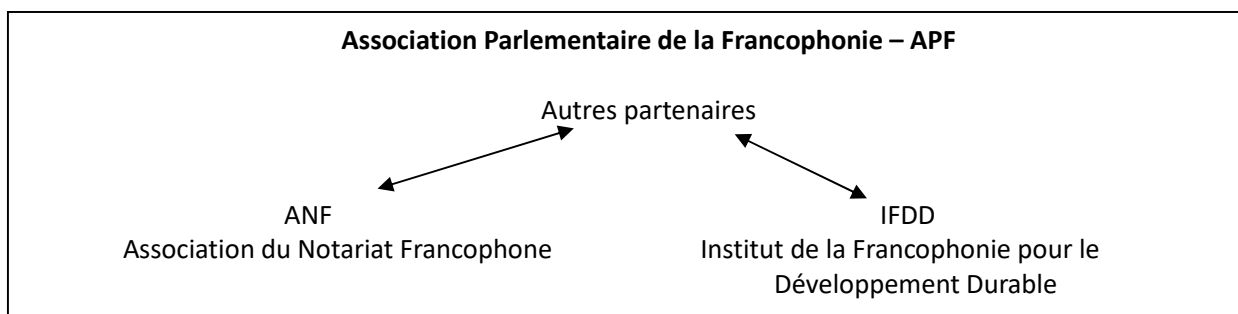 Association Parlementaire de la Francophonie – APF
Autres partenaires
ANF
Association du Notariat Francophone
IFDD
Institut de la Francophonie pour le
Développement Durable